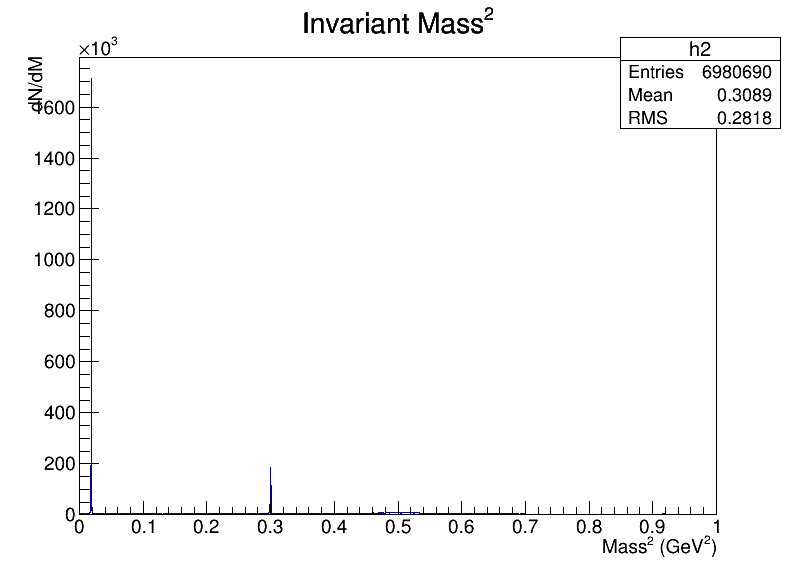 Invariant Mass²
×10³
dN/dM
h2
Entries 6980690
Mean 0.3089
RMS 0.2818
1600
1400
1200
1000
800
600
400
200
0
0 0.1 0.2 0.3 0.4 0.5 0.6 0.7 0.8 0.9 1
Mass² (GeV²)